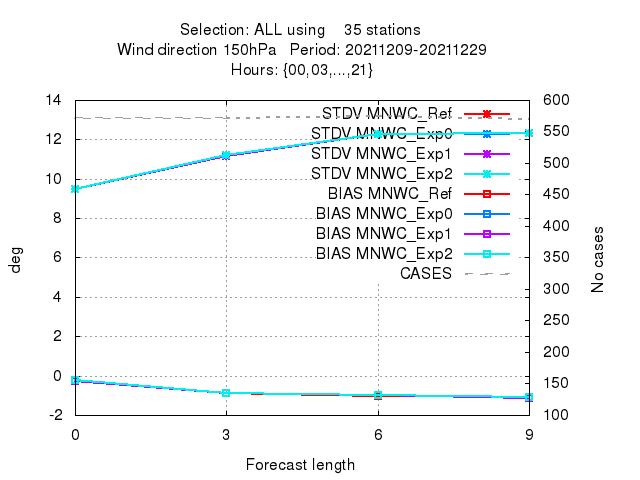 Selection: ALL using 35 stations
Wind direction 150hPa Period: 20211209-20211229
Hours: {00,03,...,21}
14 600
STDV MNWC_Ref
12 550
STDV MNWC_Exp0
STDV MNWC_Exp1
500
10 STDV MNWC_Exp2
450
BIAS MNWC_Ref
8 BIAS MNWC_Exp0
400
BIAS MNWC_Exp1
6 BIAS MNWC_Exp2
350
CASES
4 300
250
2
200
0
150
-2 100
0 3 6 9
deg
No cases
Forecast length